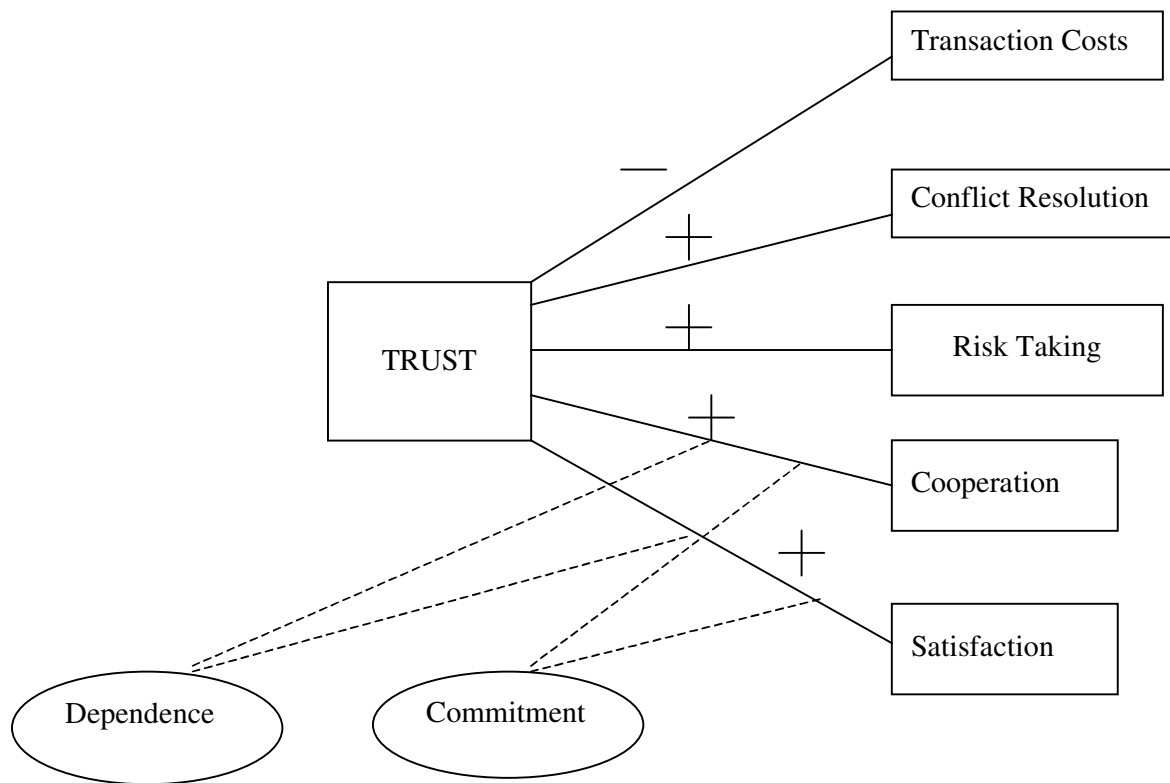 Transaction Costs
—
Conflict Resolution
+
Risk Taking
+
TRUST
+
Cooperation
+
Satisfaction
Dependence
Commitment